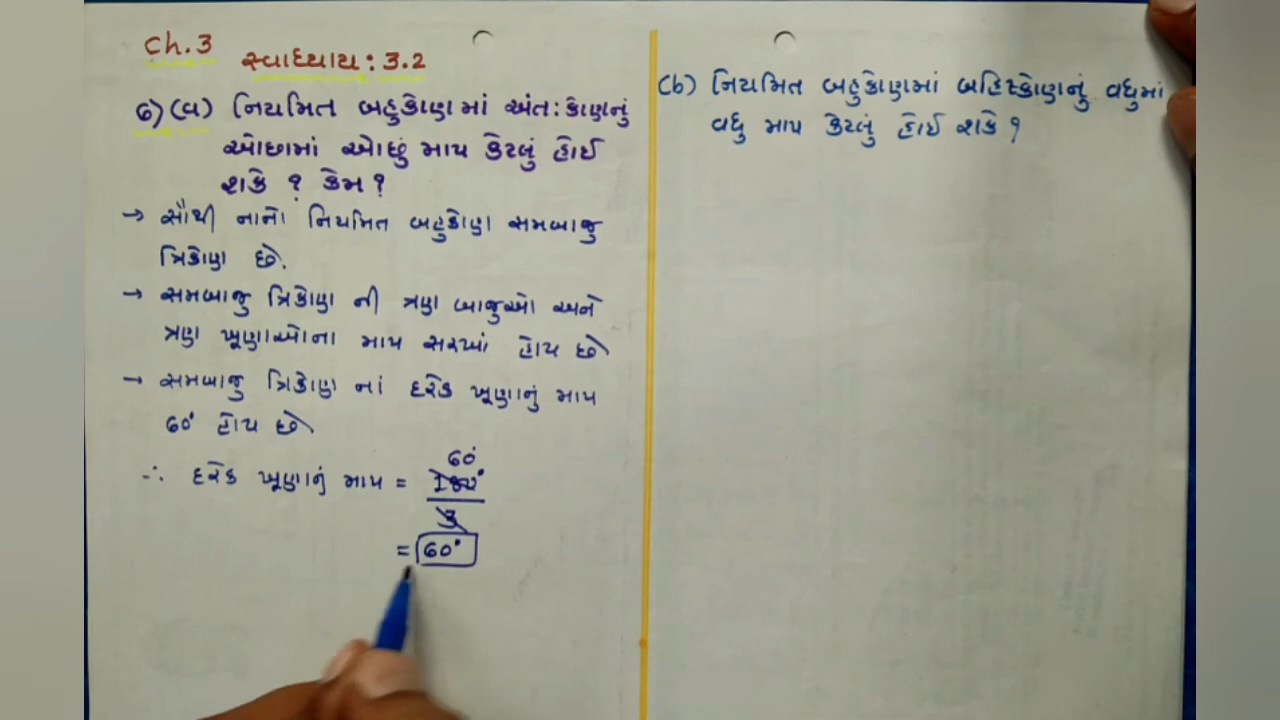 Ch.3
સ્વાધ્યાય : 3.2
6) (a) નિયમિત બહુકોણમાં અંત:કોણનું
ઓછામાં ઓછું માપ કેટલું હોઈ
શકે ? કેમ ?
→ સૌથી નાનો નિયમિત બહુકોણ સમબાજુ
ત્રિકોણ છે.
→ સમબાજુ ત્રિકોણ ની ત્રણ બાજુઓ અને
ત્રણ ખૂણાઓના માપ સરખાં હોય છે
→ સમબાજુ ત્રિકોણ નાં દરેક ખૂણાનું માપ
60° હોય છે
60°
∴ દરેક ખૂણાનું માપ = 180°
3
= 60°
(b) નિયમિત બહુકોણમાં બહિષ્કોણનું વધુમાં
વધુ માપ કેટલું હોઈ શકે ?